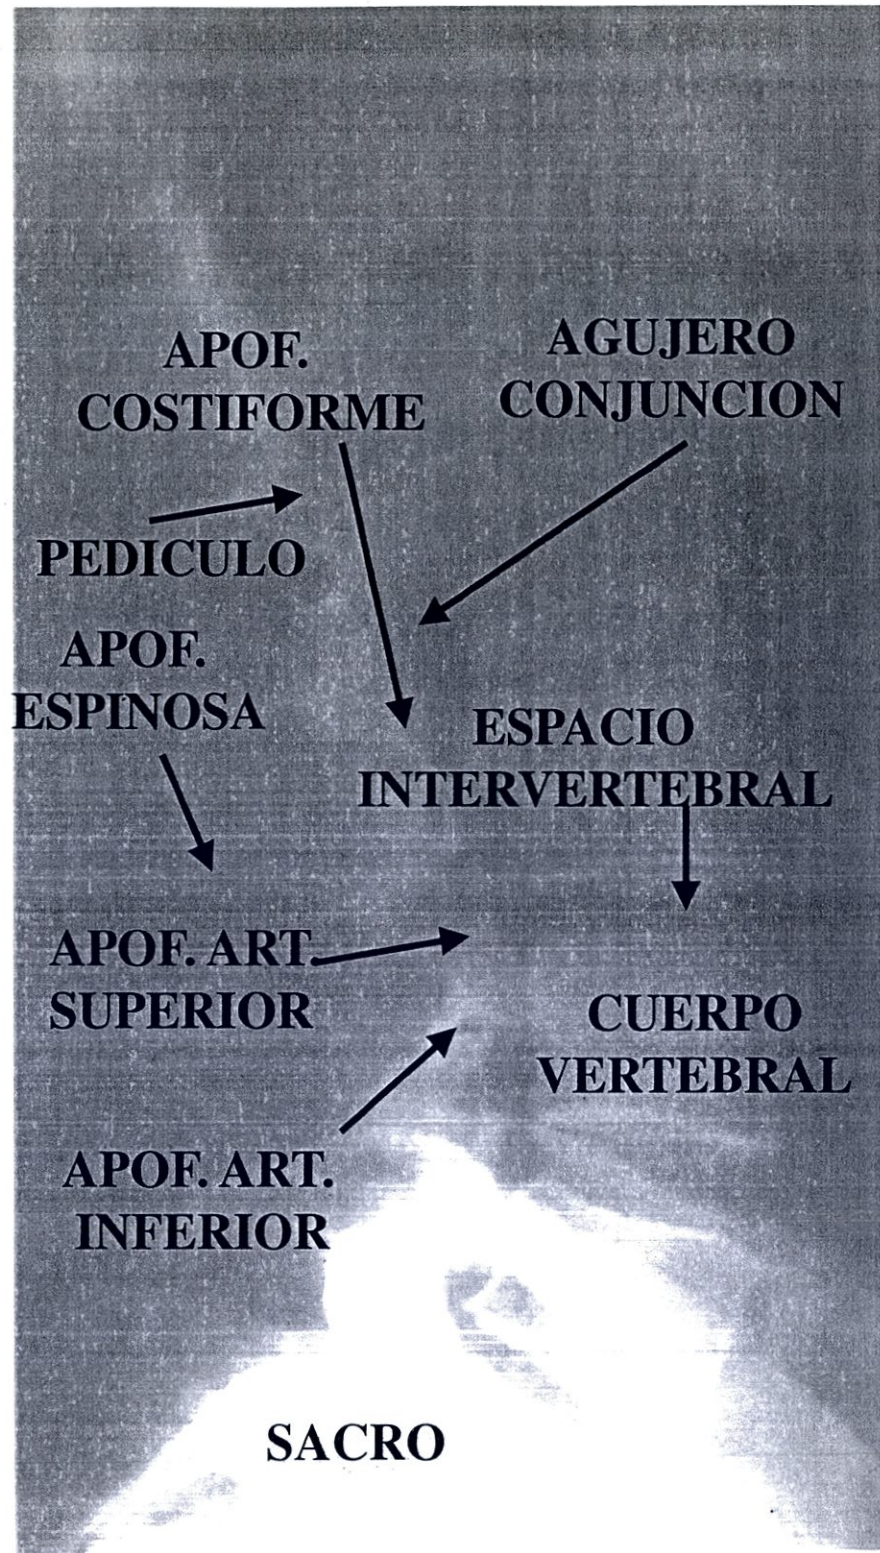 APOF.
COSTIFORME
AGUJERO
CONJUNCION
PEDICULO
APOF.
ESPINOSA
ESPACIO
INTERVERTEBRAL
APOF. ART.
SUPERIOR
CUERPO
VERTEBRAL
APOF. ART.
INFERIOR
SACRO